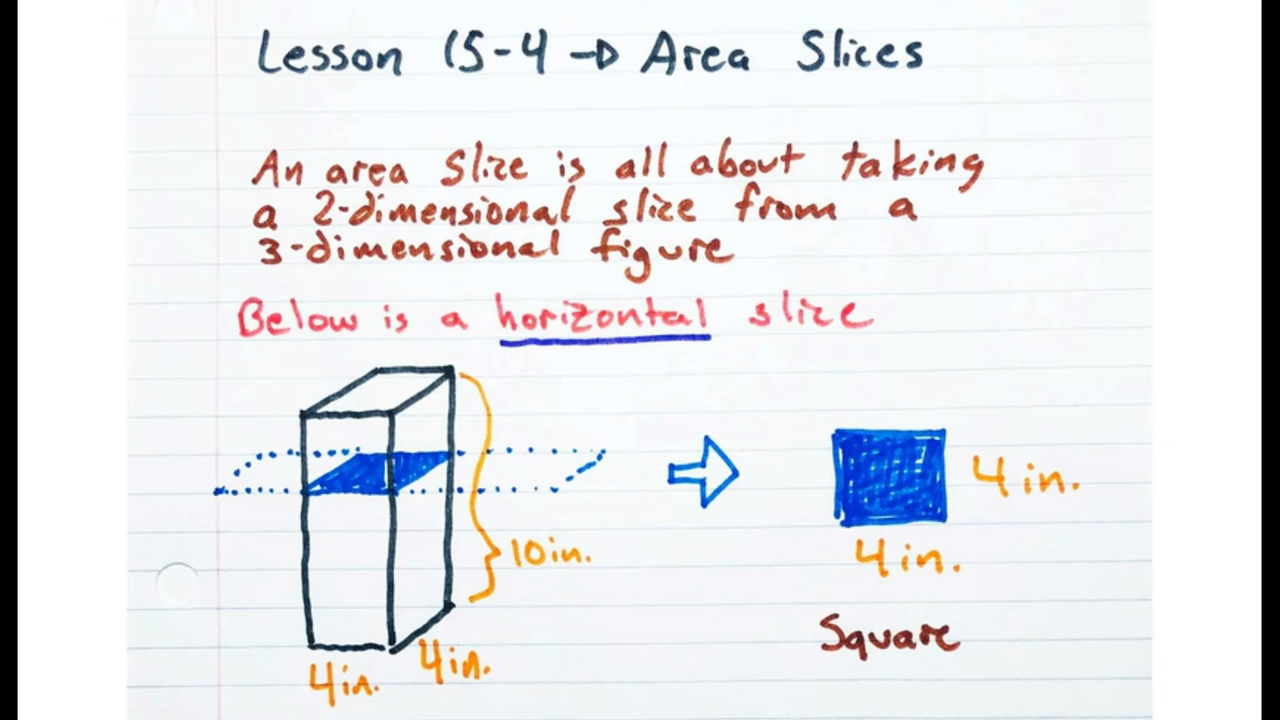 Lesson 15-4 → Area Slices
An area slice is all about taking
a 2-dimensional slice from a
3-dimensional figure
Below is a horizontal slice
10in.
4in.
4in.
4in.
4in.
Square